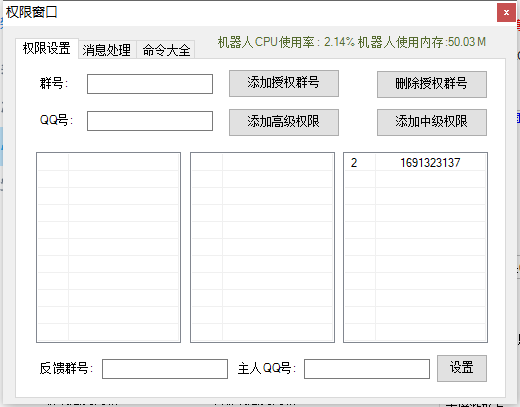 权限窗口
权限设置 消息处理 命令大全 机器人CPU使用率：2.14% 机器人使用内存:50.03 M
群号： 添加授权群号 删除授权群号
QQ号： 添加高级权限 添加中级权限
2 1691323137
反馈群号： 主人QQ号： 设置